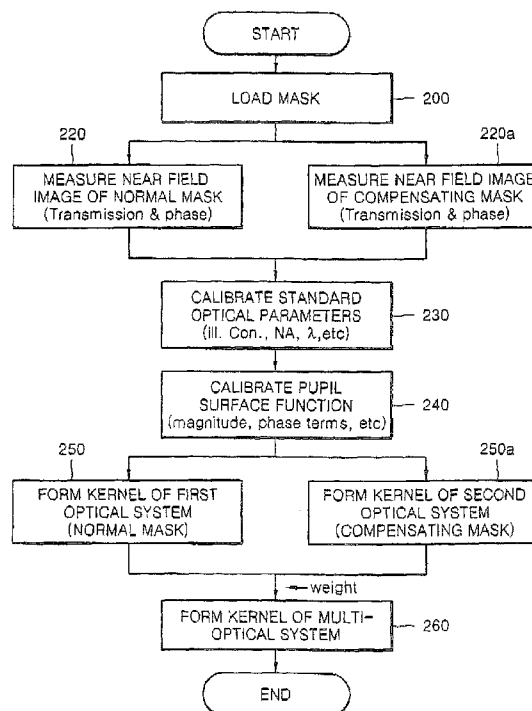 START
LOAD MASK
200
220
220a
MEASURE NEAR FIELD
IMAGE OF NORMAL MASK
(Transmission & phase)
MEASURE NEAR FIELD IMAGE
OF COMPENSATING MASK
(Transmission & phase)
CALIBRATE STANDARD
OPTICAL PARAMETERS
(ill. Con., NA, λ,etc)
230
CALIBRATE PUPIL
SURFACE FUNCTION
(magnitude, phase terms, etc)
240
250
250a
FORM KERNEL OF FIRST
OPTICAL SYSTEM
(NORMAL MASK)
FORM KERNEL OF SECOND
OPTICAL SYSTEM
(COMPENSATING MASK)
weight
FORM KERNEL OF MULTI-
OPTICAL SYSTEM
260
END